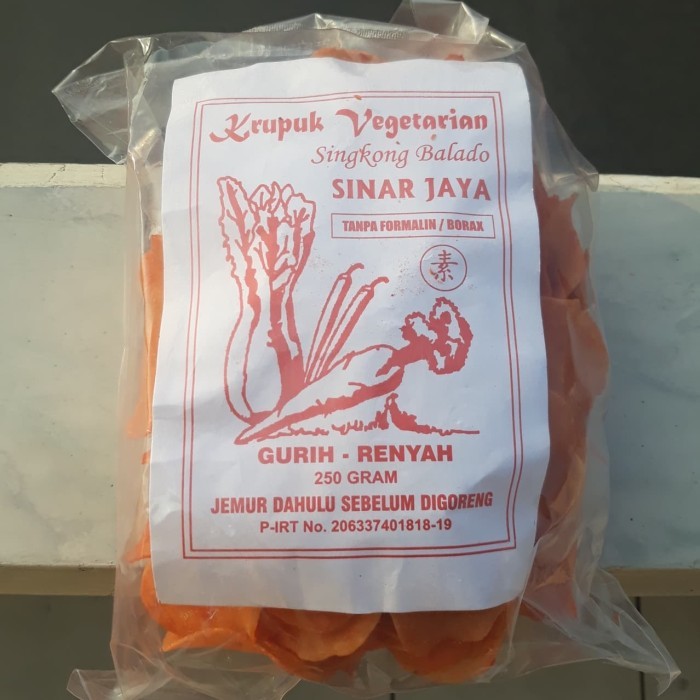 Krupuk Vegetarian
Singkong Balado
SINAR JAYA
TANPA FORMALIN / BORAX
素
GURIH - RENYAH
250 GRAM
JEMUR DAHULU SEBELUM DIGORENG
P-IRT No. 206337401818-19